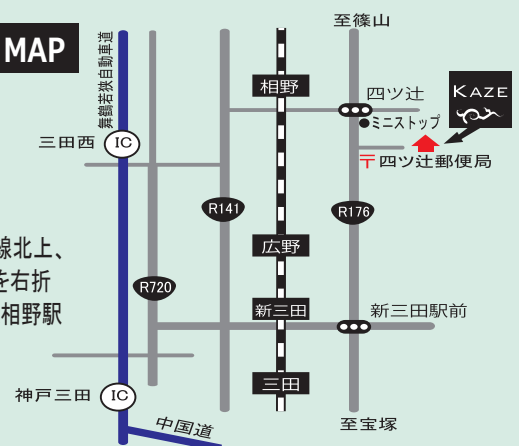 MAP
舞鶴若狭自動車道
至篠山
相野
四ツ辻
KAZE
ミニストップ
三田西
IC
〒四ツ辻郵便局
R141
R176
線北上、
を右折
相野駅
広野
R720
新三田
新三田駅前
三田
神戸三田
IC
中国道
至宝塚